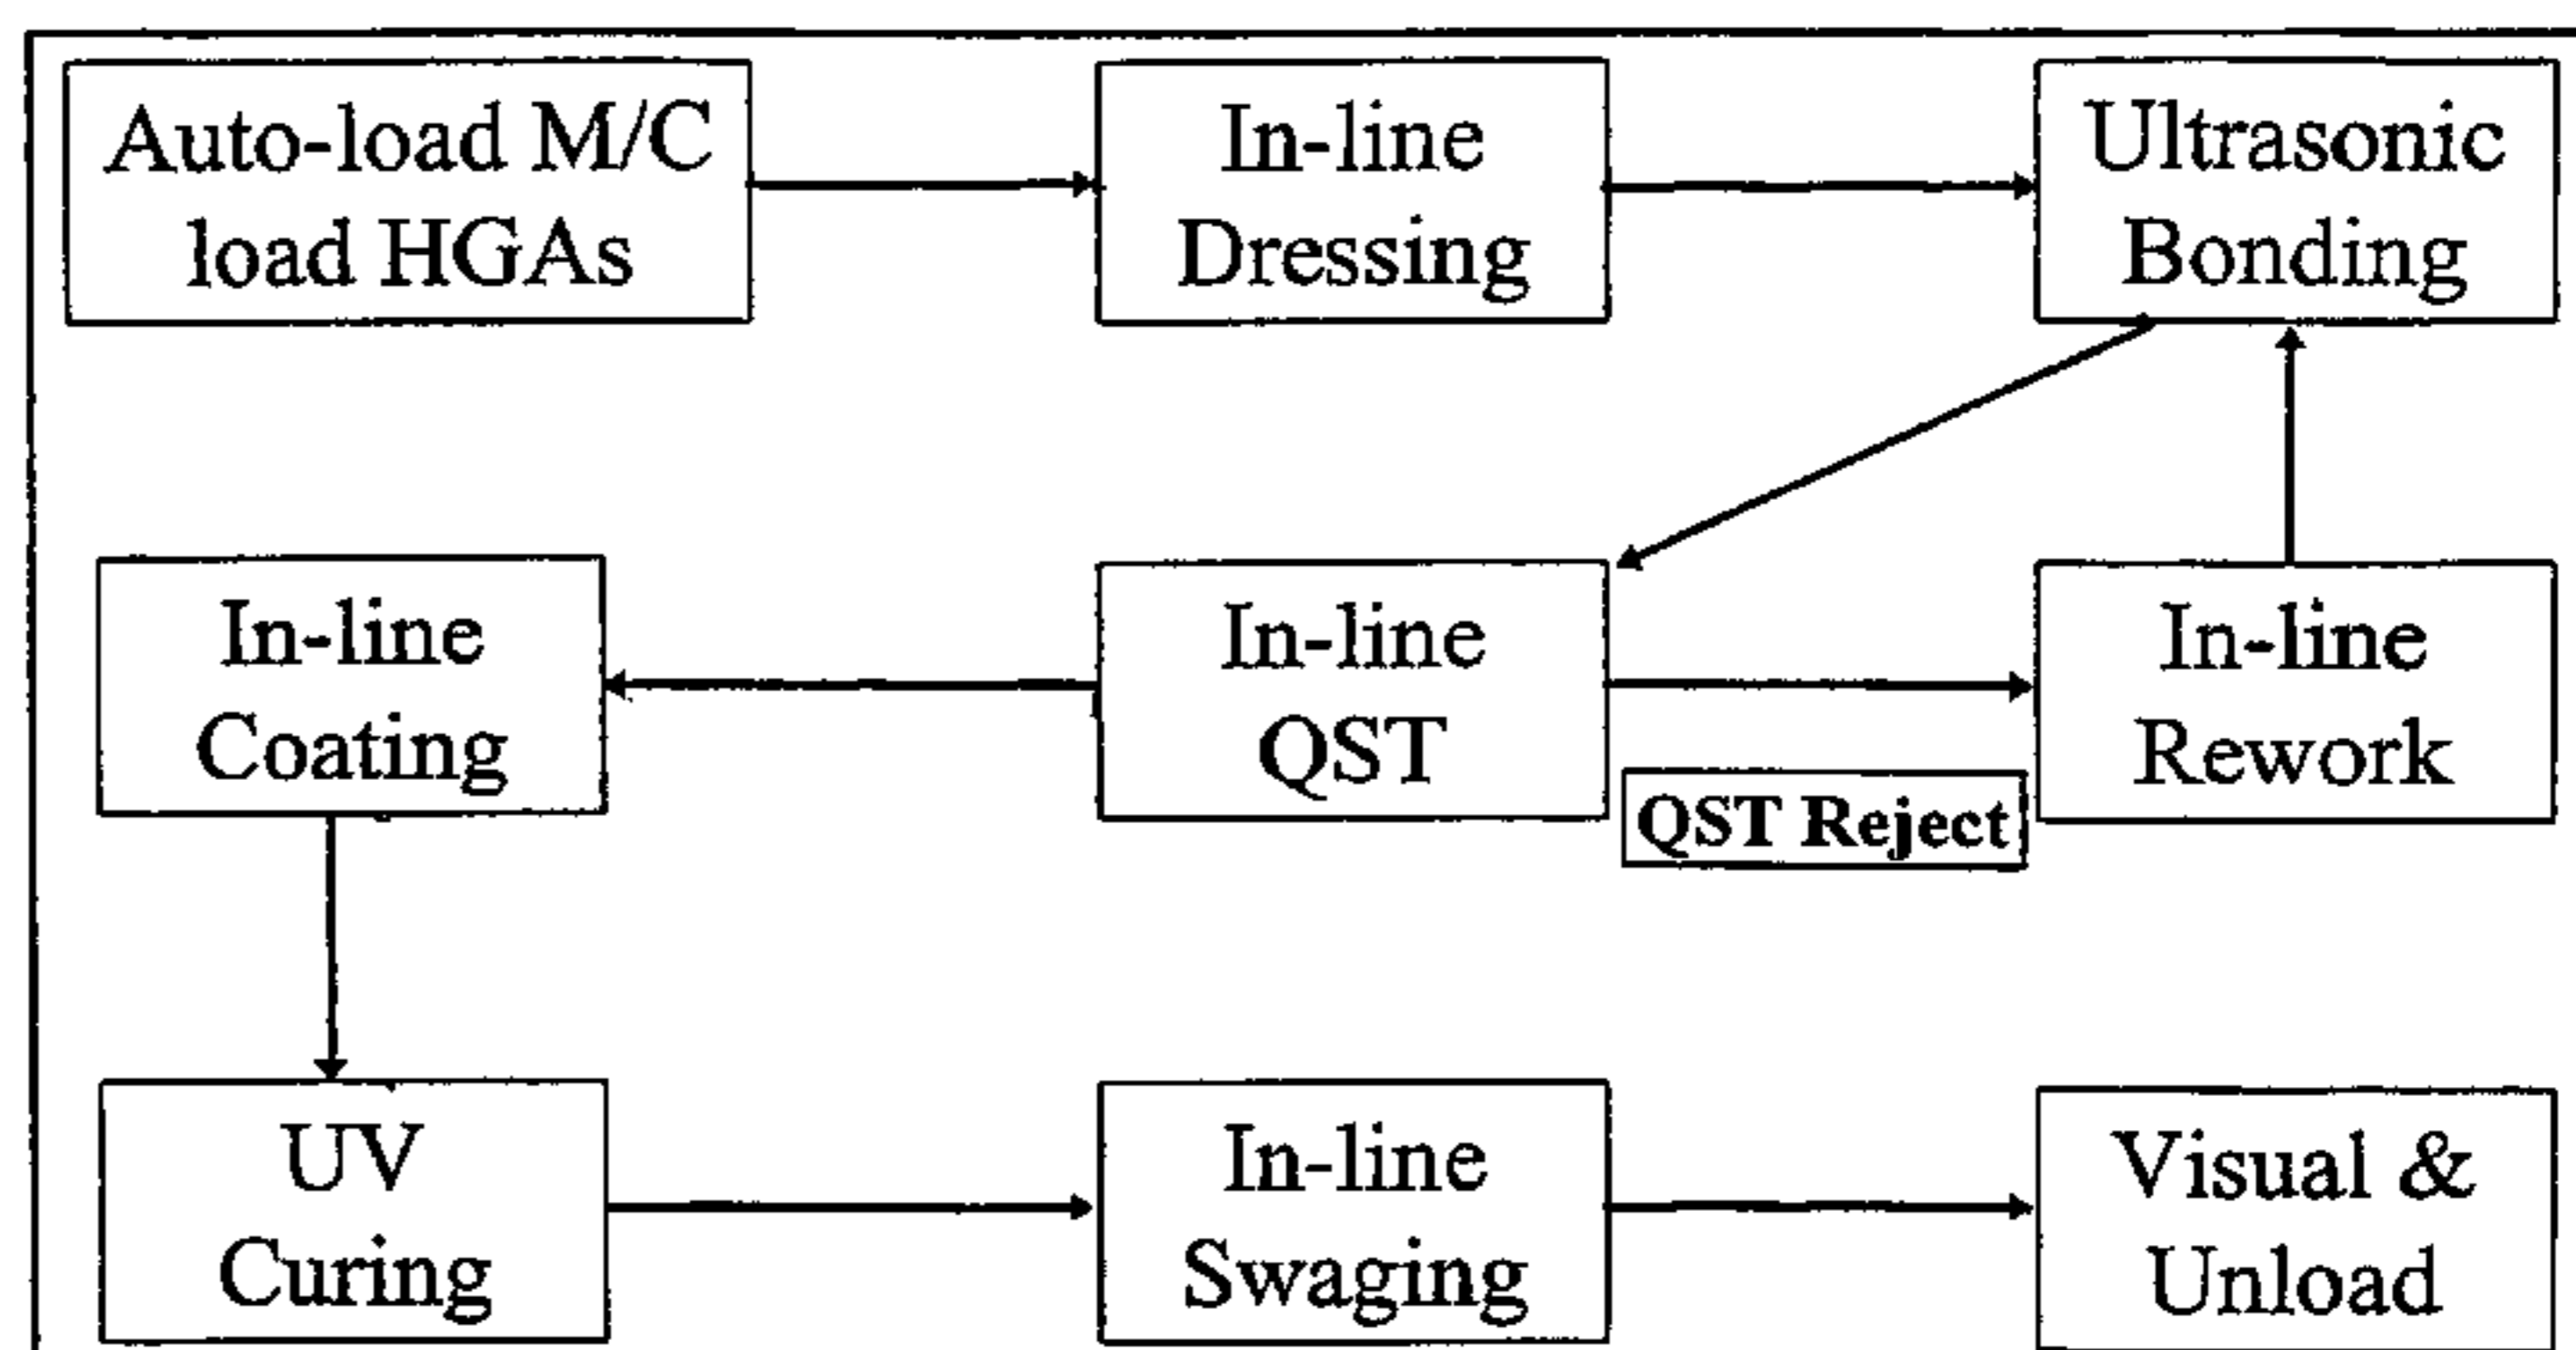 Auto-load M/C
load HGAs
In-line
Dressing
Ultrasonic
Bonding
In-line
Coating
In-line
QST
QST Reject
In-line
Rework
UV
Curing
In-line
Swaging
Visual &
Unload